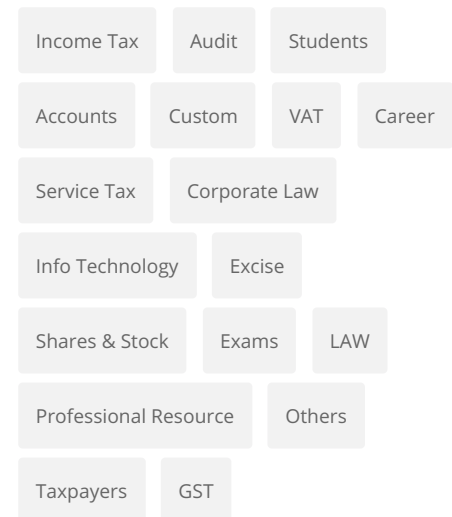 Income Tax Audit Students
Accounts Custom VAT Career
Service Tax Corporate Law
Info Technology Excise
Shares & Stock Exams LAW
Professional Resource Others
Taxpayers GST